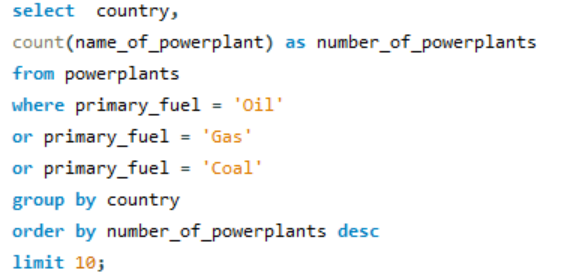 select  country,
count(name_of_powerplant) as number_of_powerplants
from powerplants
where primary_fuel = 'Oil'
or primary_fuel = 'Gas'
or primary_fuel = 'Coal'
group by country
order by number_of_powerplants desc
limit 10;